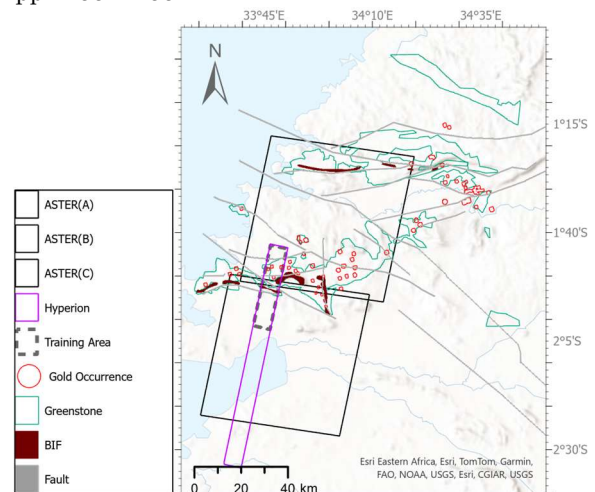 33°45'E 34°10'E 34°35'E
N
1°15'S
1°40'S
2°5'S
2°30'S
ASTER(A)
ASTER(B)
ASTER(C)
Hyperion
Training Area
Gold Occurrence
Greenstone
BIF
Fault
Esri Eastern Africa, Esri, TomTom, Garmin,
FAO, NOAA, USGS, Esri, CGIAR, USGS
0 20 40 km